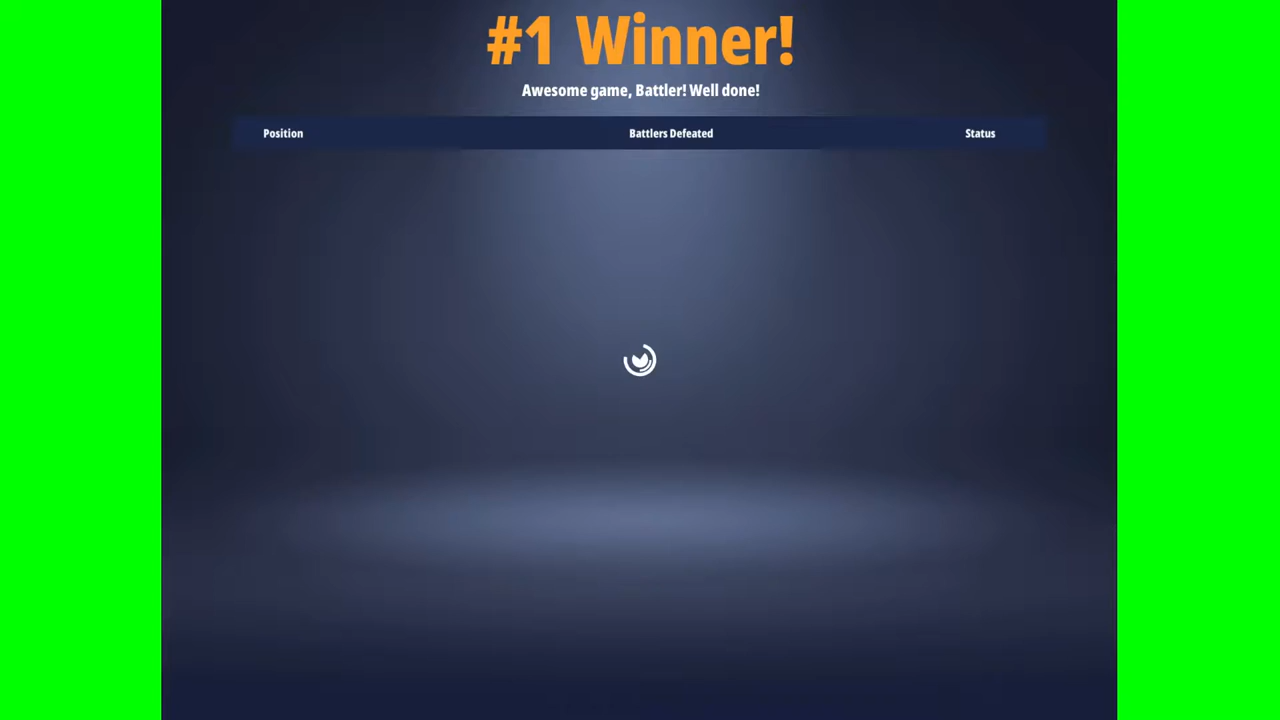 #1 Winner!
Awesome game, Battler! Well done!
Position Battlers Defeated Status